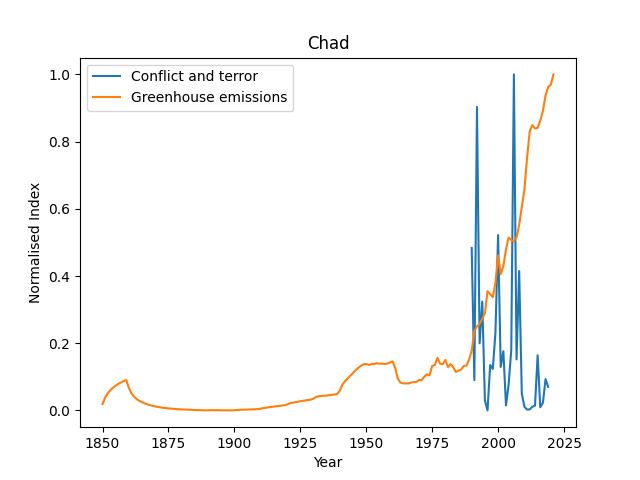 Chad
Conflict and terror
Greenhouse emissions
1.0
0.8
0.6
0.4
0.2
0.0
Normalised Index
1850 1875 1900 1925 1950 1975 2000 2025
Year